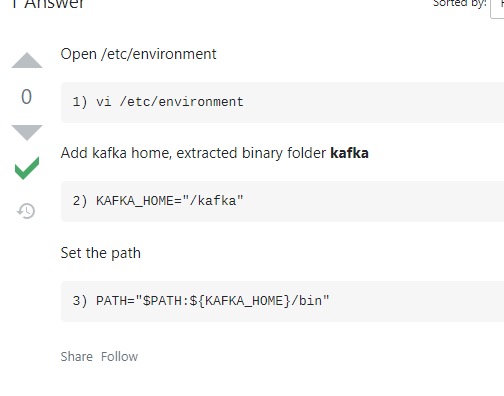 1 Answer
Sorted by:
Open /etc/environment
0
1) vi /etc/environment
Add kafka home, extracted binary folder kafka
2) KAFKA_HOME="/kafka"
Set the path
3) PATH="$PATH:${KAFKA_HOME}/bin"
Share Follow